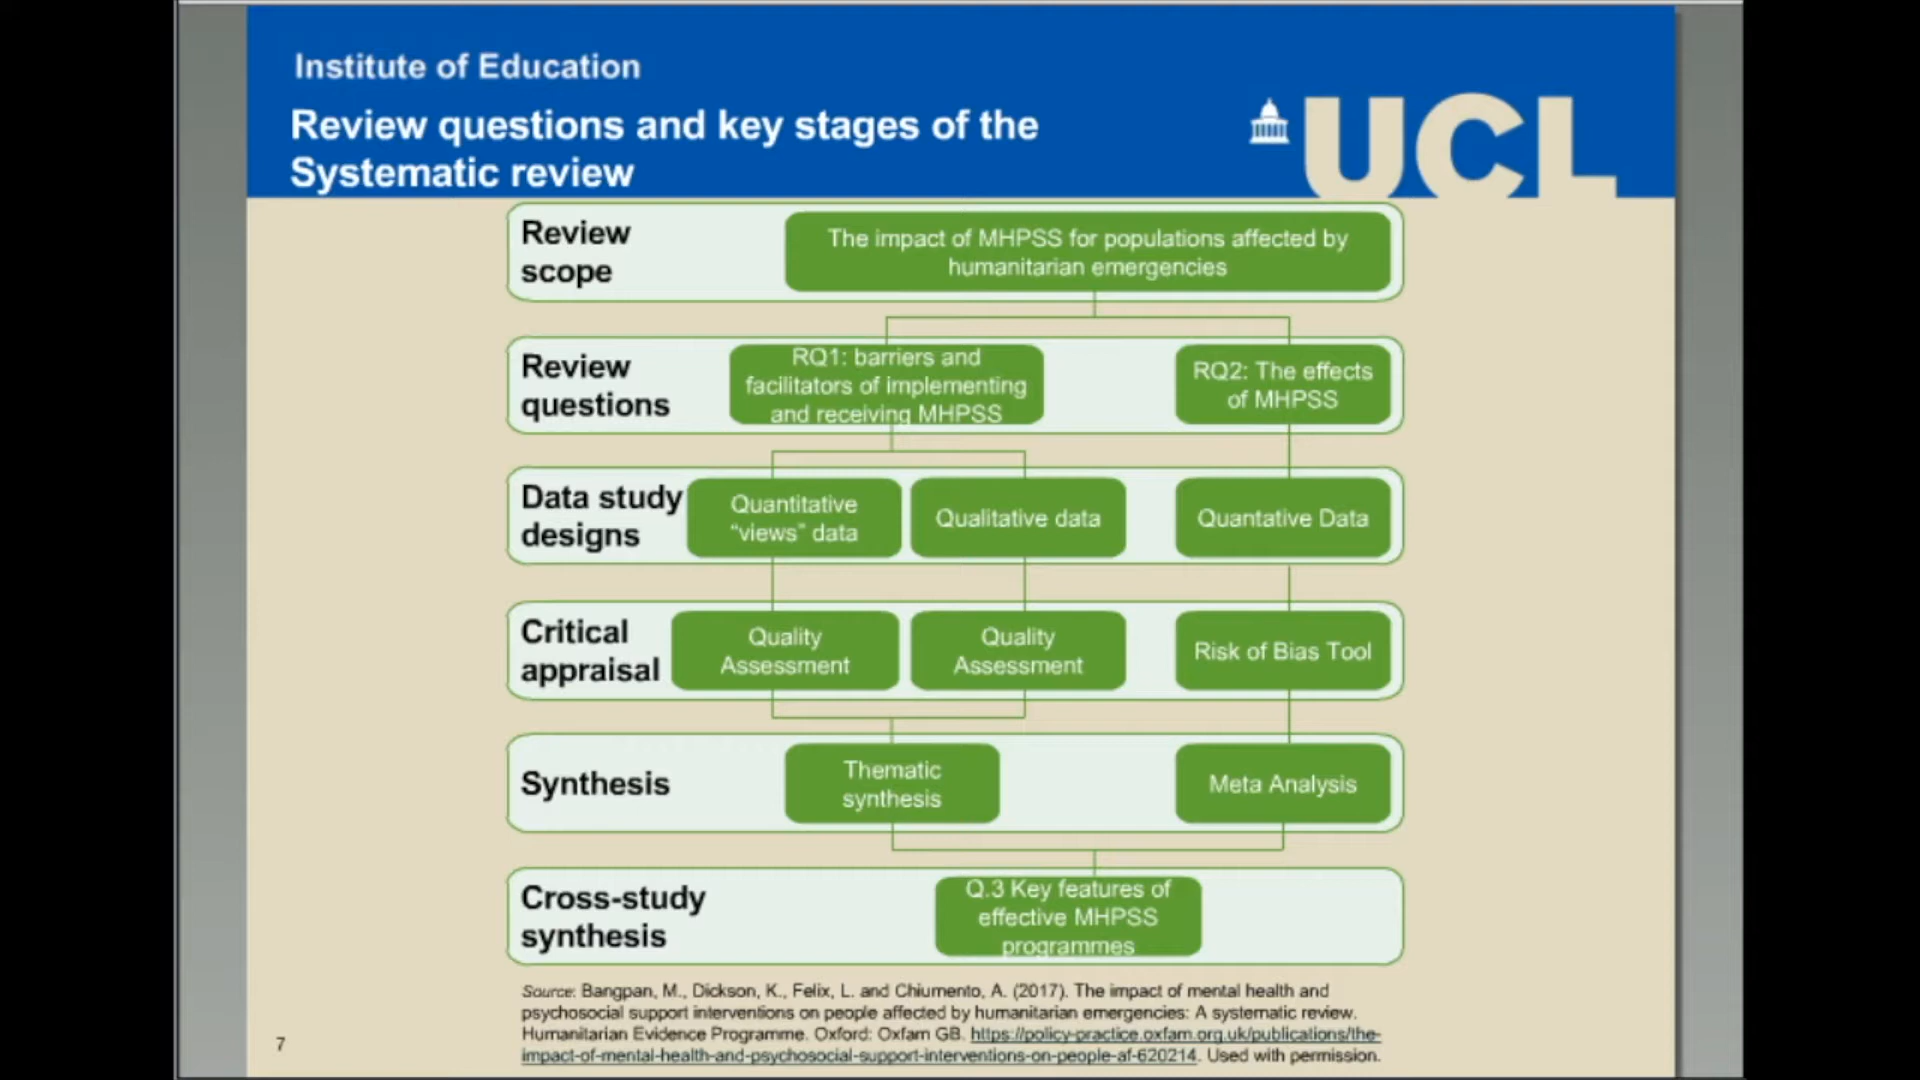 Institute of Education
Review questions and key stages of the
Systematic review
UCL
Review
scope
The impact of MHPSS for populations affected by
humanitarian emergencies
Review
questions
RQ1: barriers and
facilitators of implementing
and receiving MHPSS
RQ2: The effects
of MHPSS
Data study
designs
Quantitative
“views” data
Qualitative data
Quantative Data
Critical
appraisal
Quality
Assessment
Quality
Assessment
Risk of Bias Tool
Synthesis
Thematic
synthesis
Meta Analysis
Cross-study
synthesis
Q.3 Key features of
effective MHPSS
programmes
Source: Bangpan, M., Dickson, K., Felix, L. and Chiumento, A. (2017). The impact of mental health and
psychosocial support interventions on people affected by humanitarian emergencies: A systematic review.
Humanitarian Evidence Programme. Oxford: Oxfam GB. https://policy-practice.oxfam.org.uk/publications/the-
impact-of-mental-health-and-psychosocial-support-interventions-on-people-af-620214. Used with permission.
7